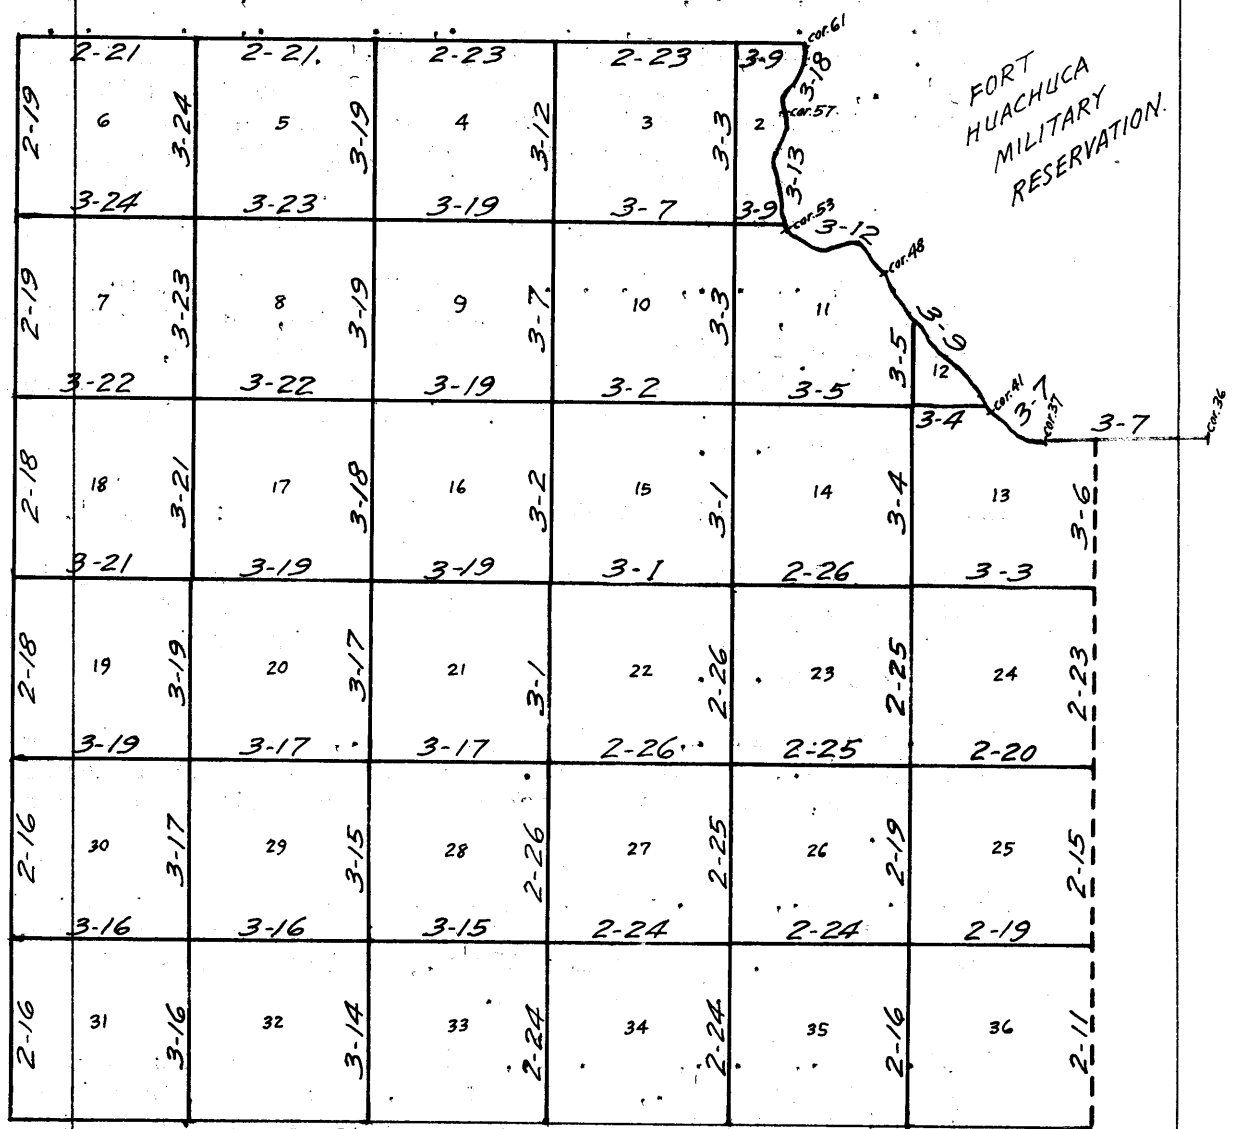 cor.61
2-21 2-21. 2-23 2-23 3-9
3-18
FORT
HUACHUCA
MILITARY
RESERVATION.
2-19 6 3-24 5 3-19 4 3-12 3 3-3 2 cor.57.
3-13
3-24 3-23 3-19 3-7 3-9 cor.53
3-12
cor.48
2-19 7 3-23 8 3-19 9 3-7 10 3-3 11
3-6
3-5 12
3-22 3-22 3-19 3-2 3-5 cor.41
3-4 3-7 cor.37 3-7 cor.36
2-18 18 3-21 17 3-18 16 3-2 15 3-1 14 3-4 13 3-6
3-21 3-19 3-19 3-1 2-26 3-3
2-18 19 3-19 20 3-17 21 3-1 22 2-26 23 2-25 24 2-23
3-19 3-17 3-17 2-26 2-25 2-20
2-16 30 3-17 29 3-15 28 2-26 27 2-25 26 2-19 25 2-15
3-16 3-16 3-15 2-24 2-24 2-19
2-16 31 3-16 32 3-14 33 2-24 34 2-24 35 2-16 36 2-11